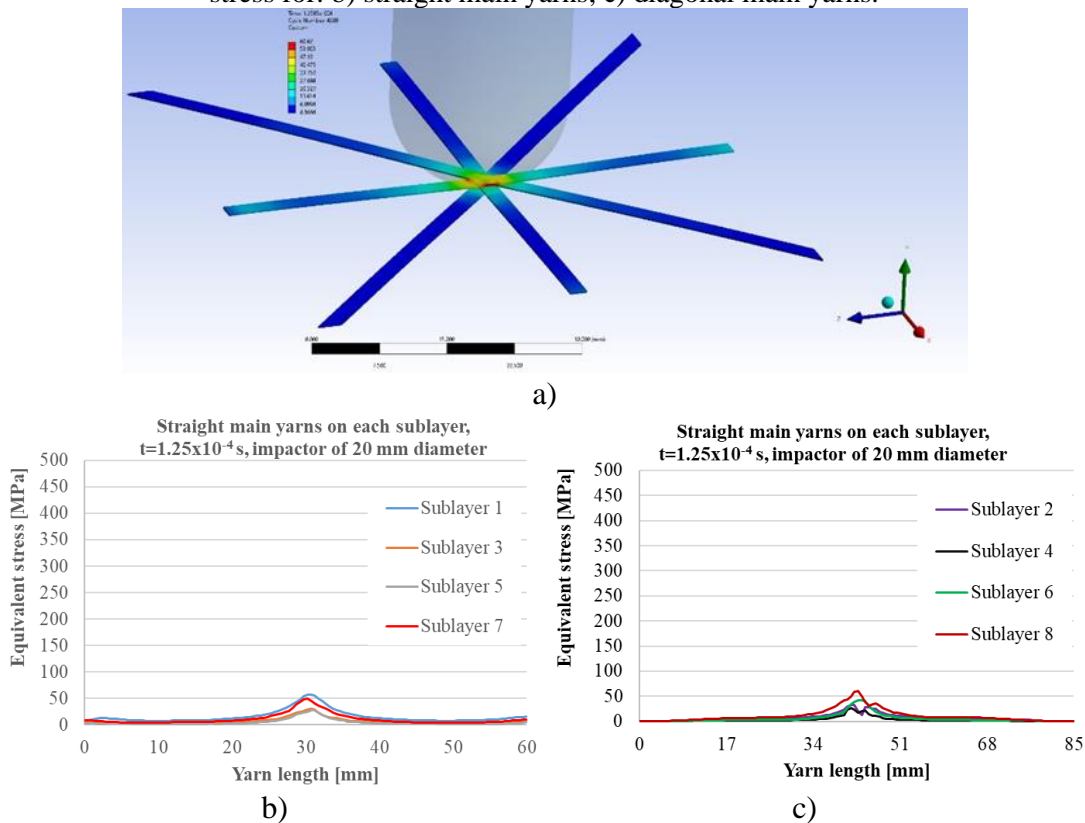 stress for: b) straight main yarns, c) diagonal main yarns.
a)
Straight main yarns on each sublayer,
t=1.25x10⁻⁴ s, impactor of 20 mm diameter
Equivalent stress [MPa]
500
450
400
350
300
250
200
150
100
50
0
Sublayer 1
Sublayer 3
Sublayer 5
Sublayer 7
0 10 20 30 40 50 60
Yarn length [mm]
b)
Straight main yarns on each sublayer,
t=1.25x10⁻⁴ s, impactor of 20 mm diameter
Equivalent stress [MPa]
500
450
400
350
300
250
200
150
100
50
0
Sublayer 2
Sublayer 4
Sublayer 6
Sublayer 8
0 17 34 51 68 85
Yarn length [mm]
c)